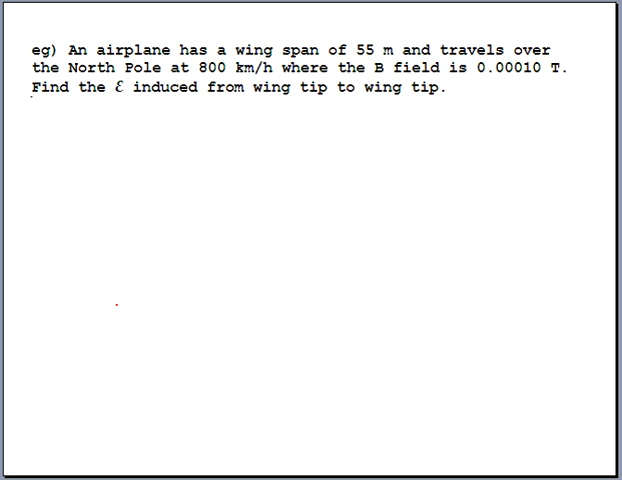 eg) An airplane has a wing span of 55 m and travels over
the North Pole at 800 km/h where the B field is 0.00010 T.
Find the ℰ induced from wing tip to wing tip.